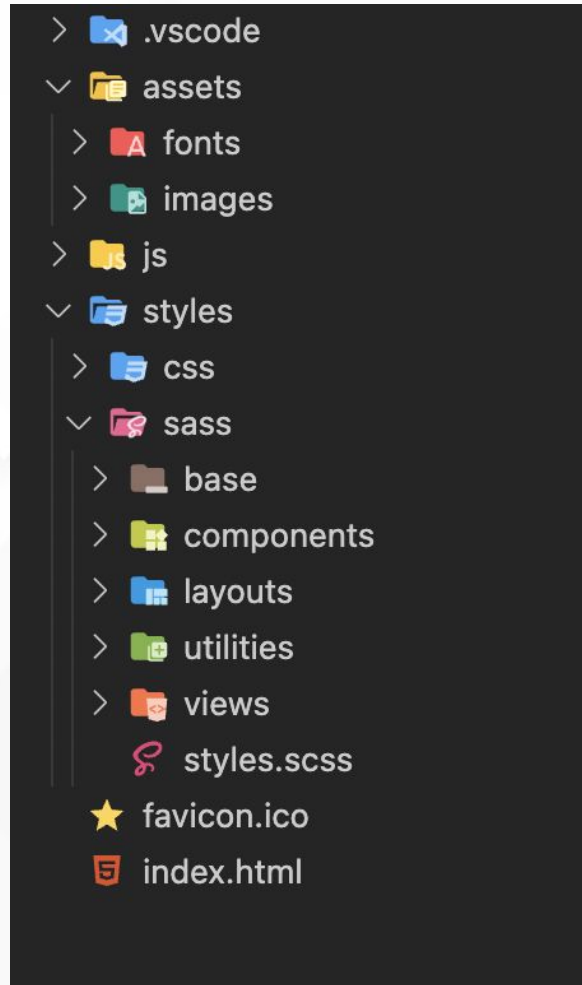 .vscode
assets
fonts
images
js
styles
css
sass
base
components
layouts
utilities
views
styles.scss
favicon.ico
index.html